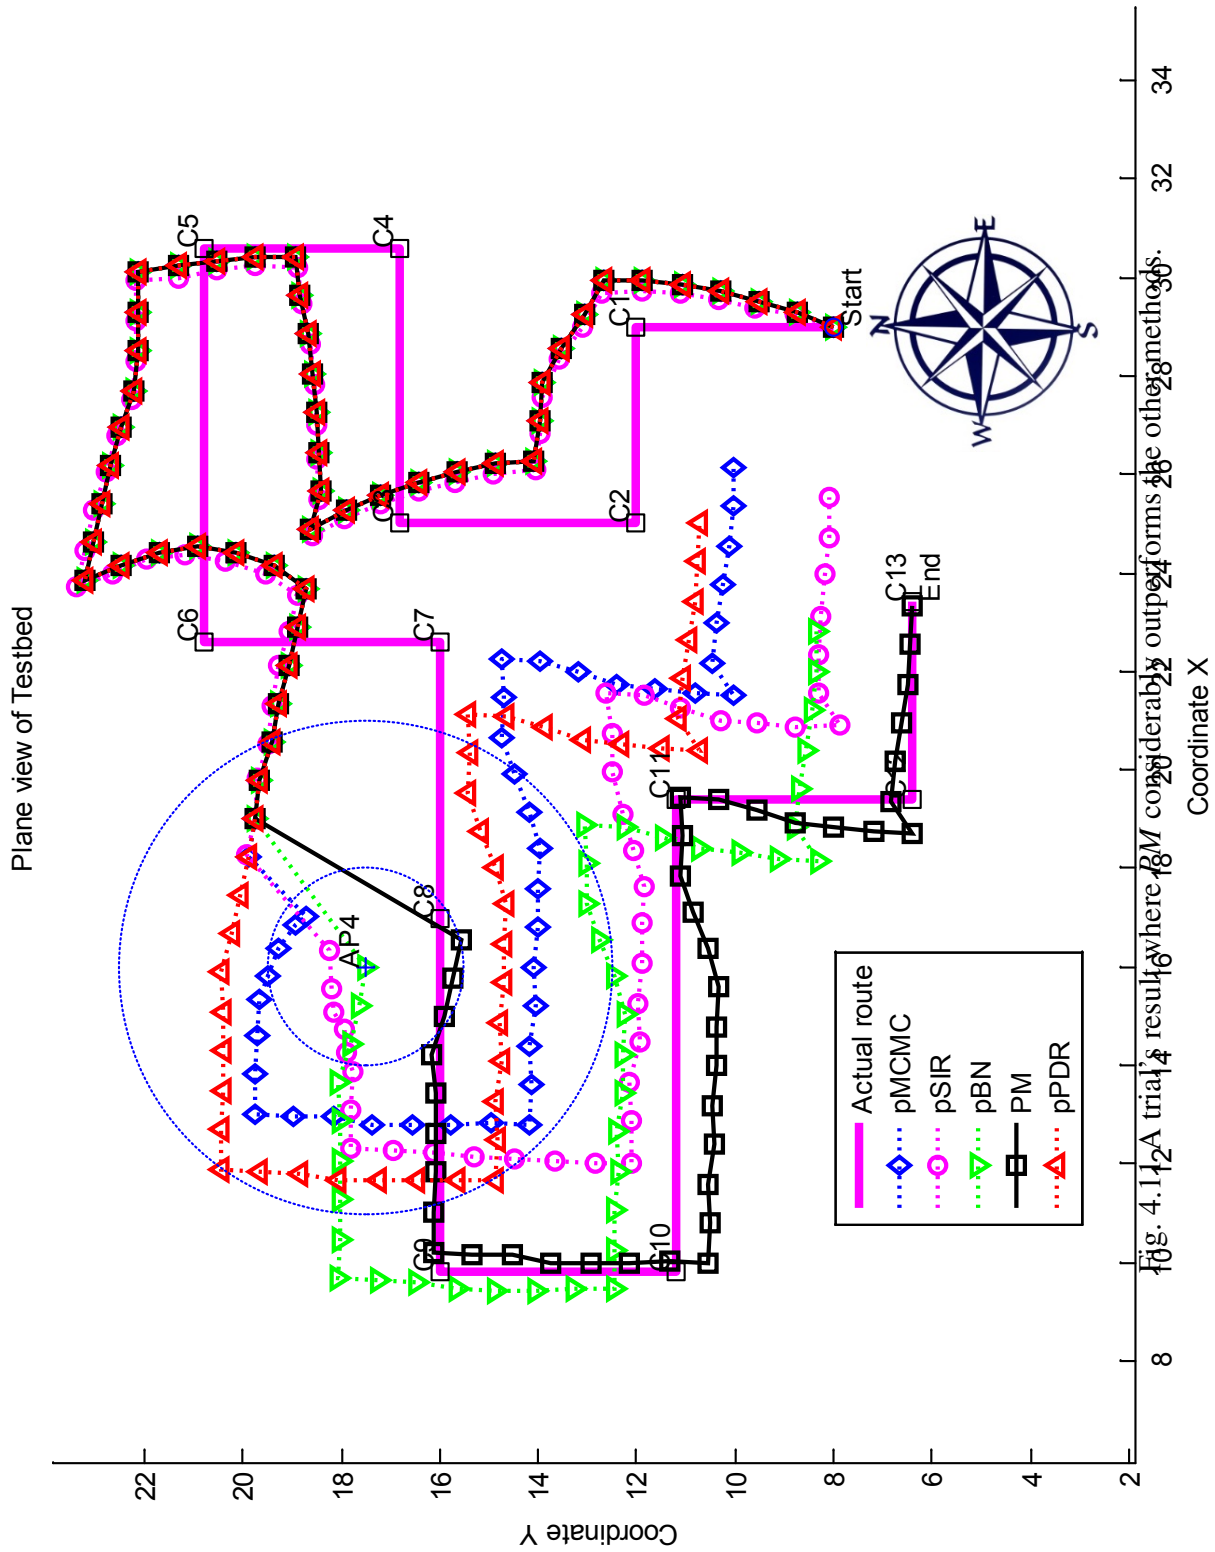 Plane view of Testbed
Coordinate Y
22
20
18
16
14
12
10
8
6
4
2
C5
C4
C6
C7
C1
C2
C
Start
C8
AP4
C9
C10
C11
C
C13
End
N
E
S
W
Actual route
pMCMC
pSIR
pBN
PM
pPDR
8
10
12
14
16
18
20
22
24
26
28
30
32
34
Coordinate X
Fig. 4.11 A trial's result where PM considerably outperforms the other methods.